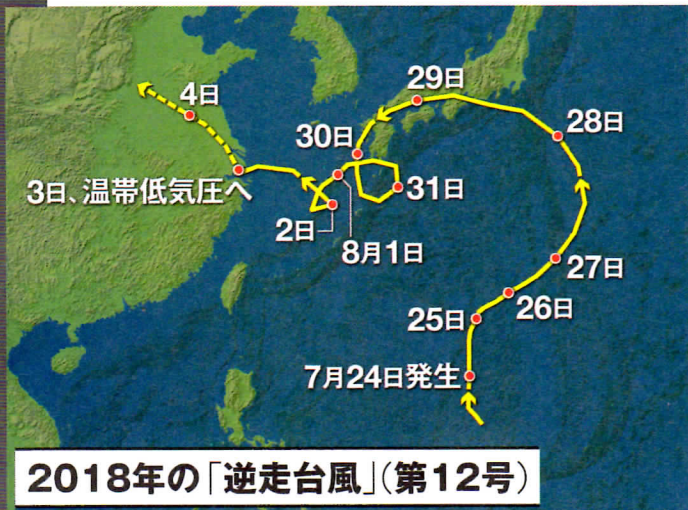 29日
4日
28日
30日
3日、温帯低気圧へ
31日
2日
8月1日
27日
26日
25日
7月24日発生
2018年の「逆走台風」(第12号)